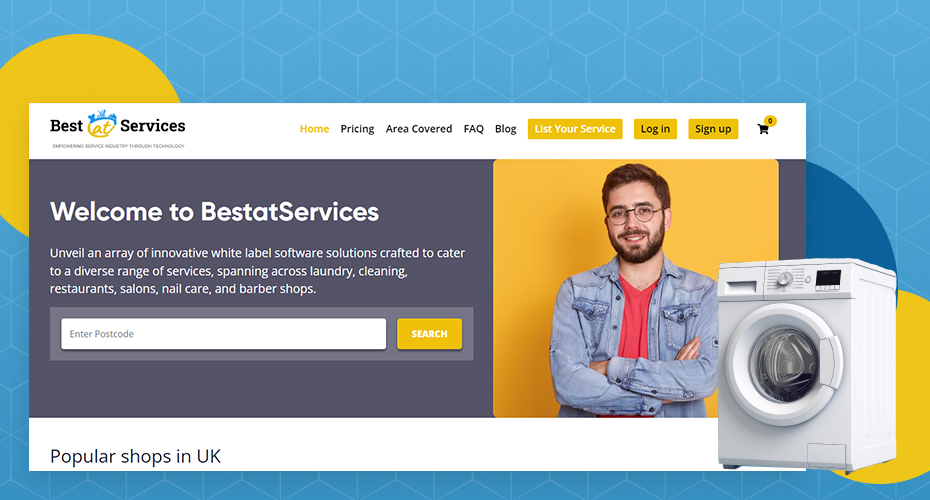 Best at Services
EMPOWERING SERVICE INDUSTRY THROUGH TECHNOLOGY
Home Pricing Area Covered FAQ Blog List Your Service Log in Sign up 0
Welcome to BestatServices
Unveil an array of innovative white label software solutions crafted to cater
to a diverse range of services, spanning across laundry, cleaning,
restaurants, salons, nail care, and barber shops.
Enter Postcode SEARCH
Popular shops in UK